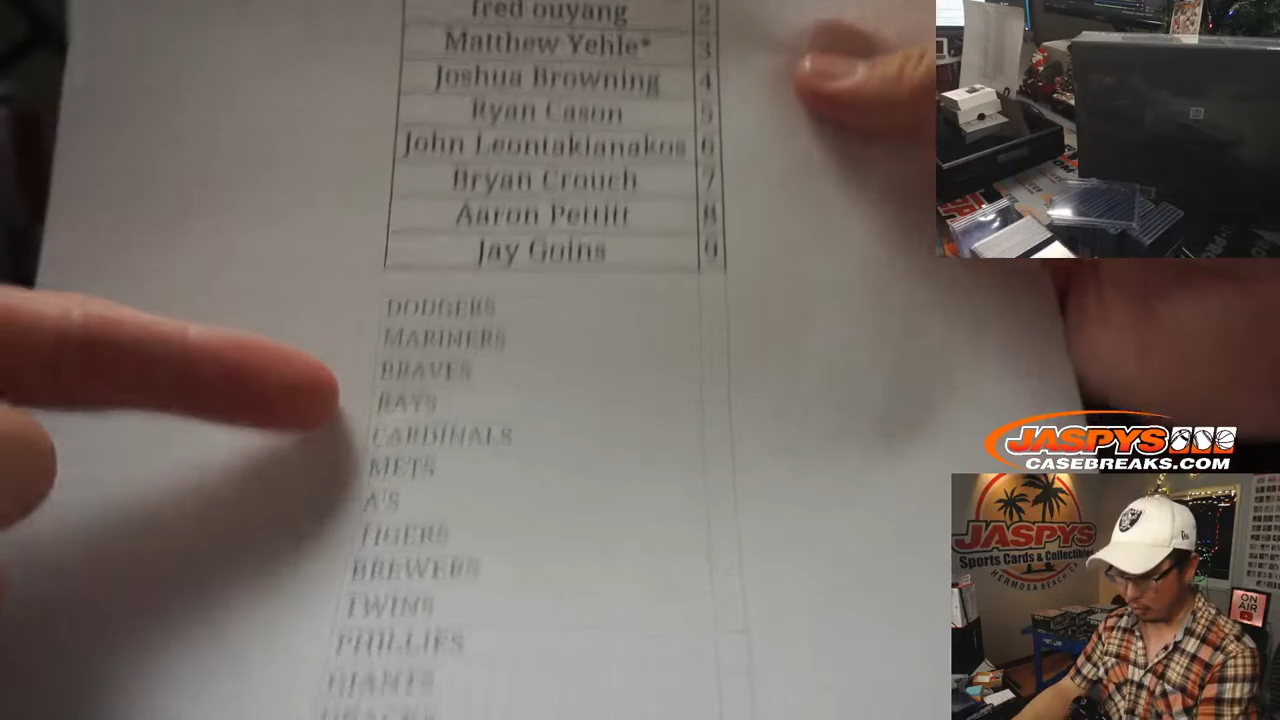 fred ouyang 2
Matthew Yehle* 3
Joshua Browning 4
Ryan Cason 5
John Leontakianakos 6
Bryan Crouch 7
Aaron Pettitt 8
Jay Goins 9
DODGERS
MARINERS
BRAVES
RAYS
CARDINALS
METS
A'S
TIGERS
BREWERS
TWINS
PHILLIES
GIANTS
JASPYS
CASEBREAKS.COM
JASPYS
Sports Cards & Collectibles
HERMOSA BEACH, CA
ON
AIR